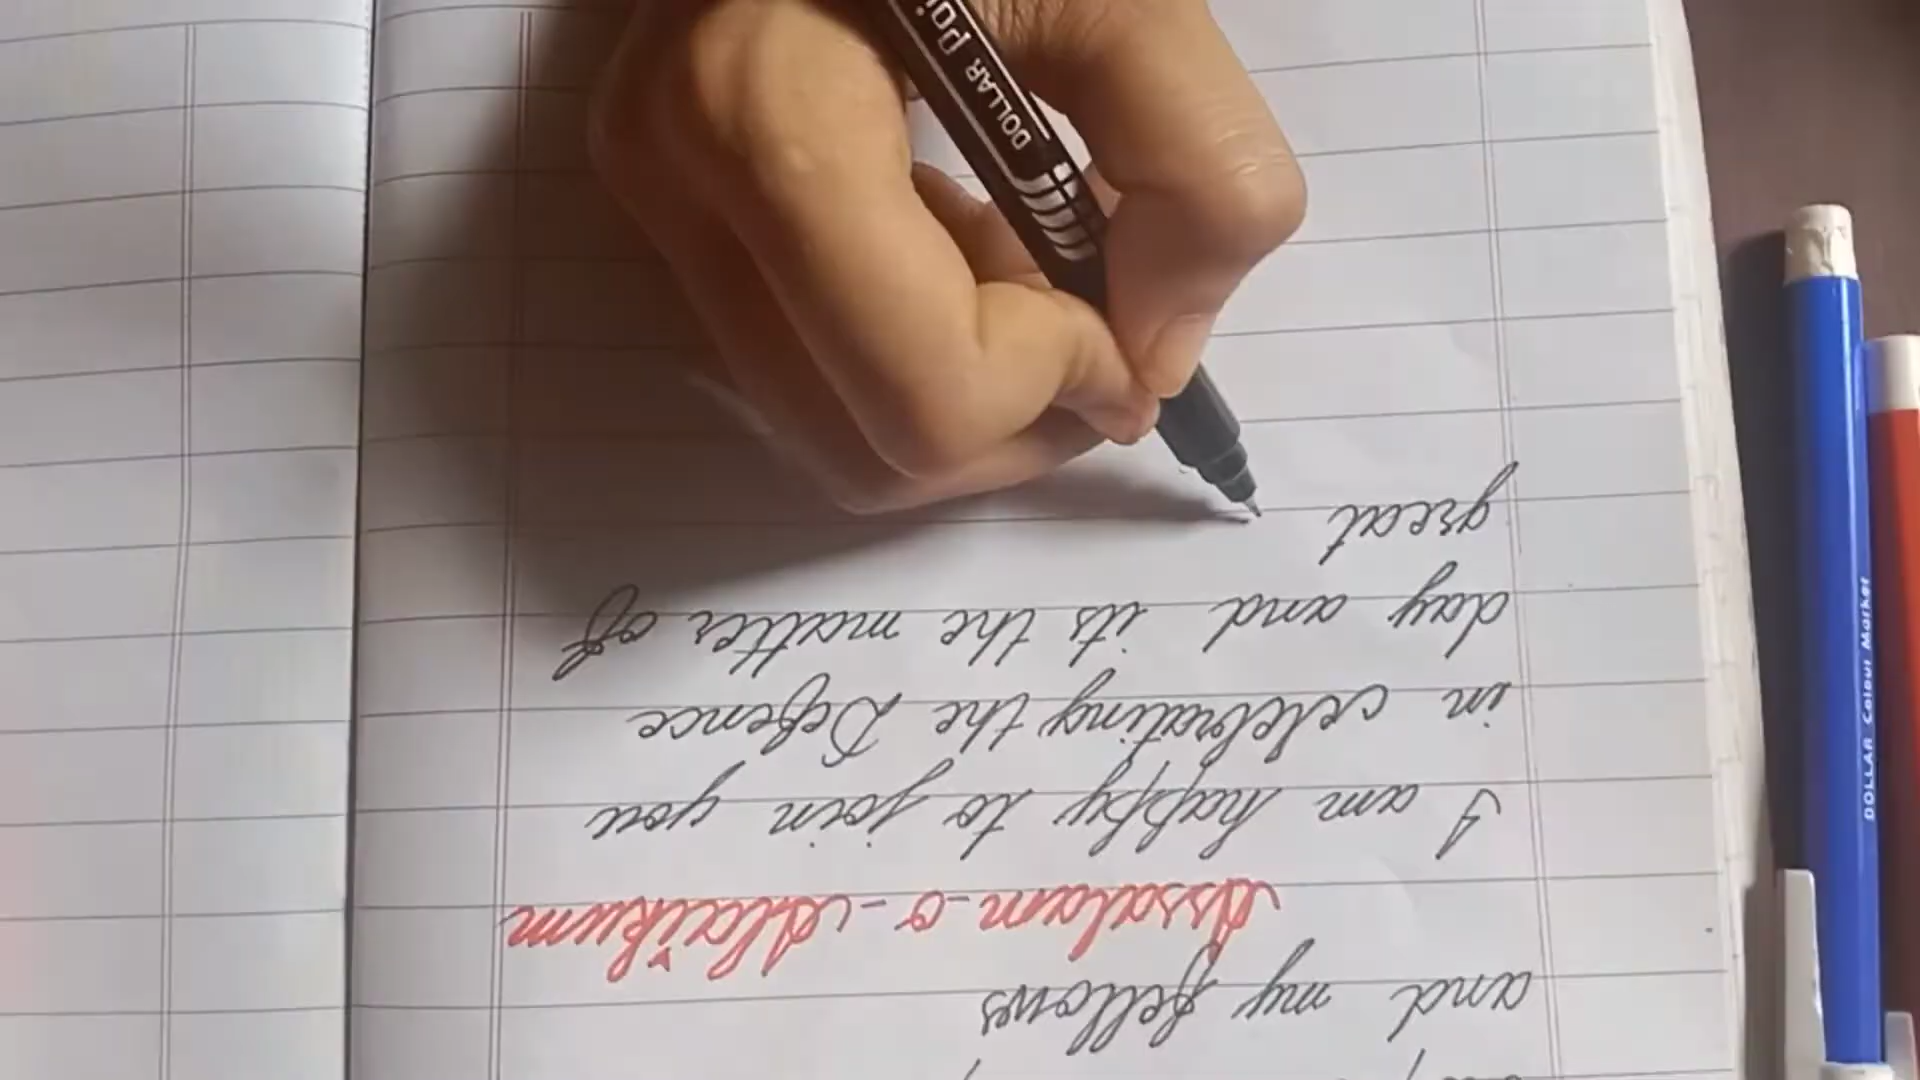 and my fellows
Assalam-o-Alaikum
I am happy to join you
in celebrating the Defence
day and its the matter of
great
DOLLAR Poi
DOLLAR Colour Marker